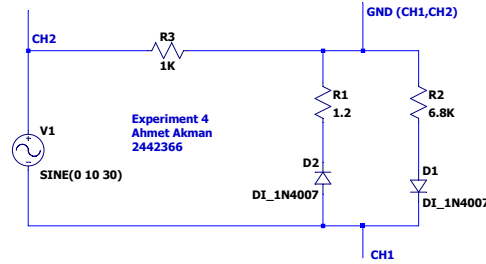 GND (CH1,CH2)
CH2
R3
1K
R1
1.2
R2
6.8K
Experiment 4
Ahmet Akman
2442366
V1
SINE(0 10 30)
D2
DI_1N4007
D1
DI_1N4007
CH1